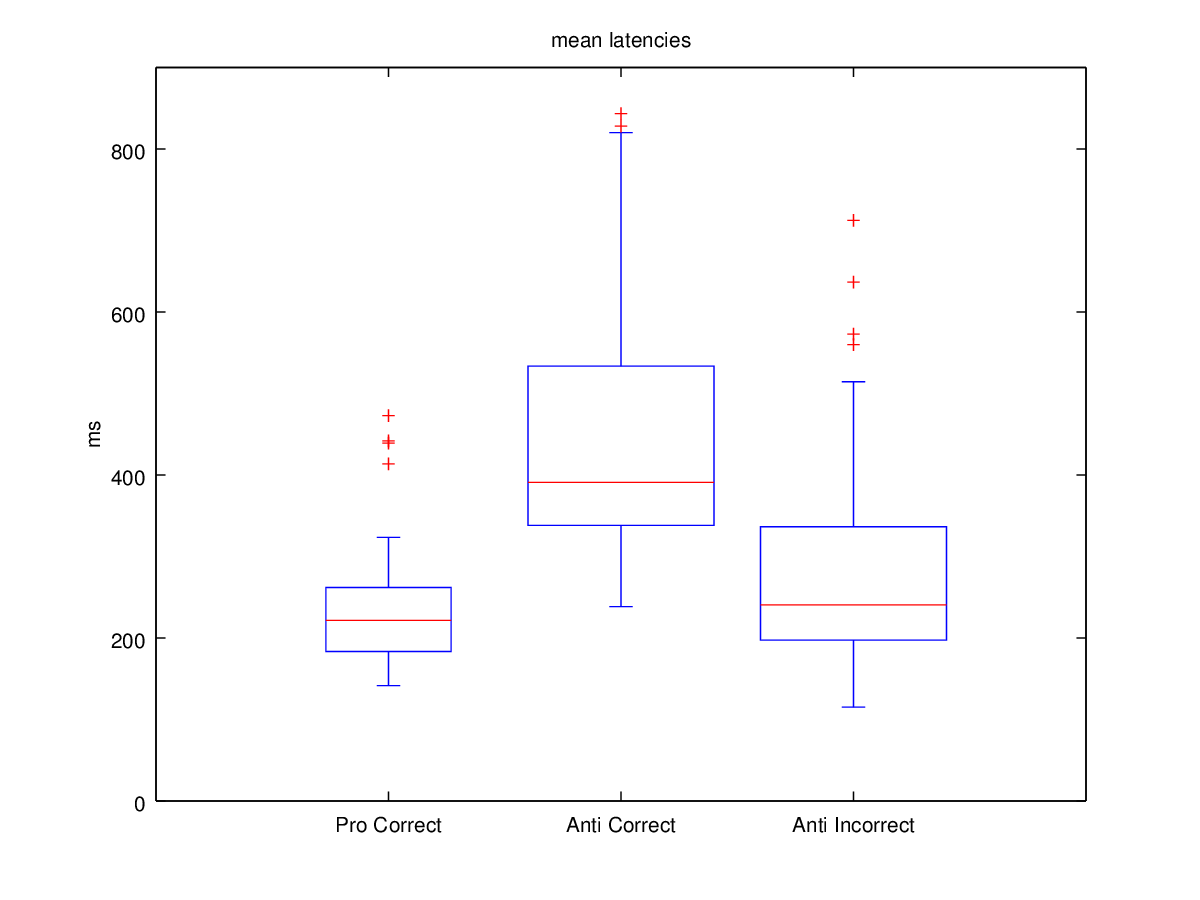 mean latencies
800
600
400
200
0
ms
Pro Correct
Anti Correct
Anti Incorrect